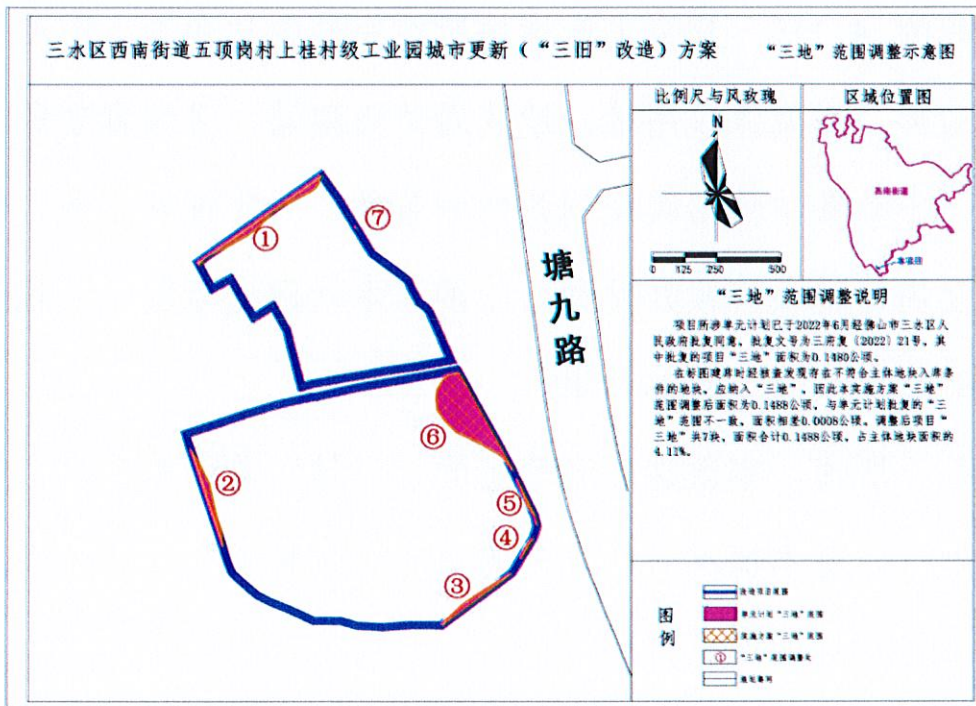 三水区西南街道五顶岗村上桂村级工业园城市更新（“三旧”改造）方案 “三地”范围调整示意图
比例尺与风玫瑰
区域位置图
N
西南街道
本项目
0 125 250 500
①
⑦
塘九路
⑥
②
⑤
④
③
“三地”范围调整说明
项目所涉单元计划已于2022年6月经佛山市三水区人
民政府批复同意，批复文号为三府复〔2022〕21号，其
中批复的项目“三地”面积为0.1480公顷。
在标图建库时经核查发现存在不符合主体地块入库条
件的地块，应纳入“三地”，因此本实施方案“三地”
范围调整后面积为0.1488公顷，与单元计划批复的“三
地”范围不一致，面积相差0.0008公顷。调整后项目“
三地”共7块，面积合计0.1488公顷，占主体地块面积的
4.11%。
图例
改造项目范围
单元计划“三地”范围
实施方案“三地”范围
① “三地”范围调整处
规划路网